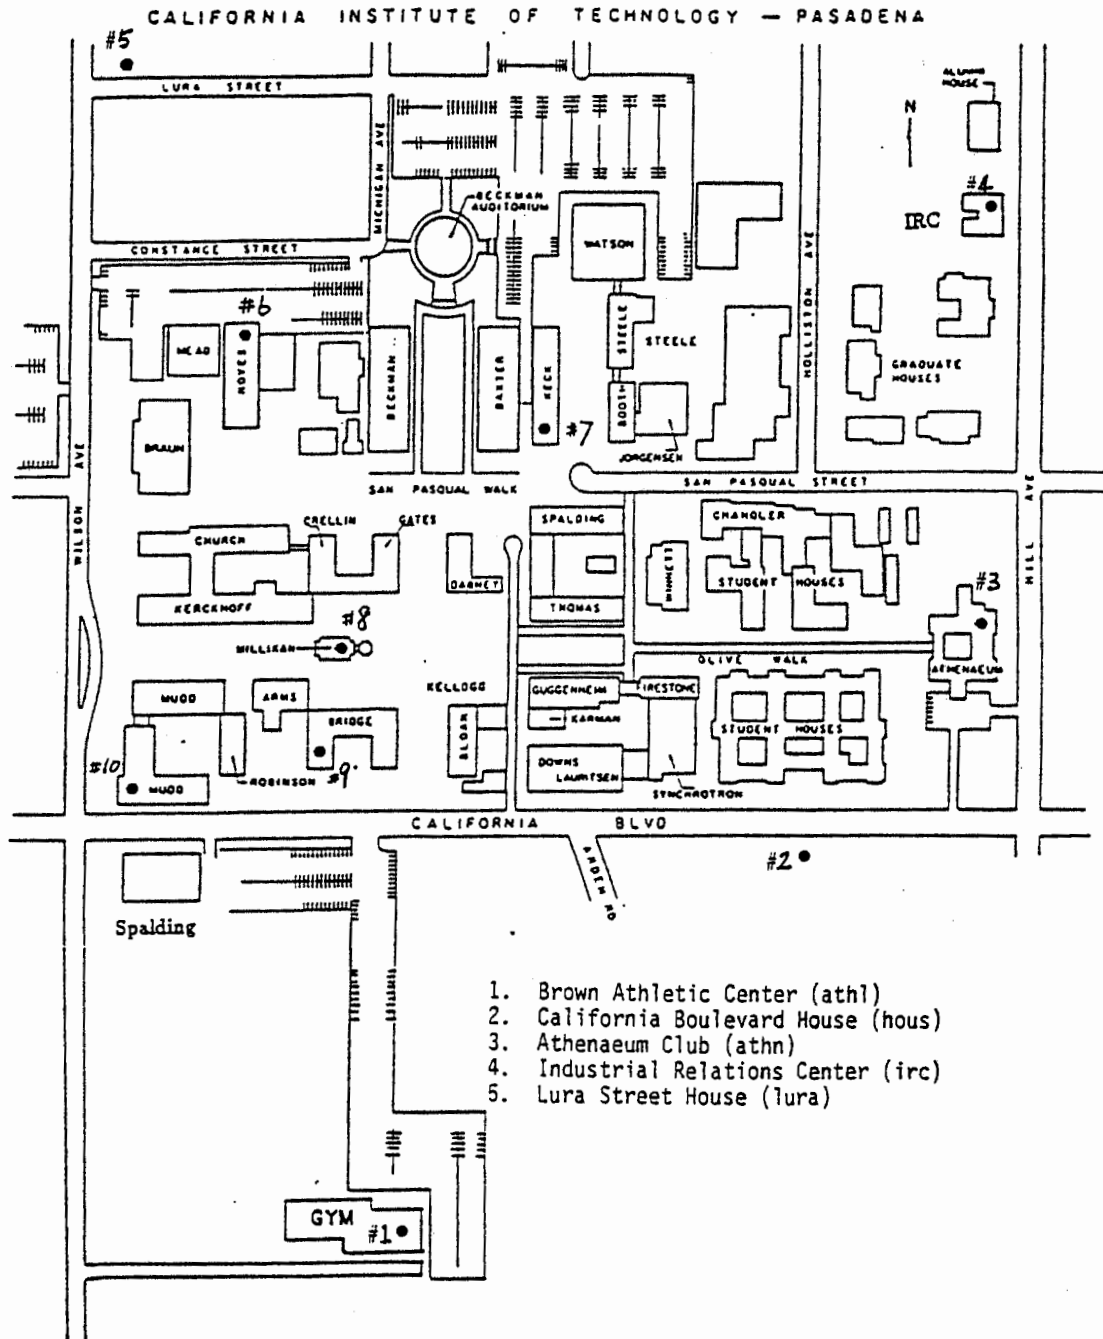 CALIFORNIA INSTITUTE OF TECHNOLOGY — PASADENA
#5
LURA STREET
MICHIGAN AVE
ALUMNI HOUSE
N
#4
IRC
BECKMAN AUDITORIUM
WATSON
CONSTANCE STREET
HOLLISTON AVE
#6
MEAD
NOYES
BECKMAN
BAXTER
KECK
STEELE
STEELE
GRADUATE HOUSES
BRAUN
BOOTH
#7
JORGENSEN
WILSON AVE
SAN PASQUAL WALK
SAN PASQUAL STREET
HILL AVE
CRELLIN
GATES
SPALDING
CHANDLER
CHURCH
DABNEY
WINNETT
STUDENT HOUSES
#3
KERCKHOFF
THOMAS
#8
MILLIKAN
OLIVE WALK
ATHENAEUM
MUDD
ARMS
KELLOGG
GUGGENHEIM
FIRESTONE
KARMAN
BRIDGE
SLOAN
STUDENT HOUSES
#10
MUDD
ROBINSON
#9
DOWNS
LAURITSEN
SYNCHROTRON
CALIFORNIA BLVD
ARDEN RD
#2
Spalding
1. Brown Athletic Center (athl)
2. California Boulevard House (hous)
3. Athenaeum Club (athn)
4. Industrial Relations Center (irc)
5. Lura Street House (lura)
GYM
#1